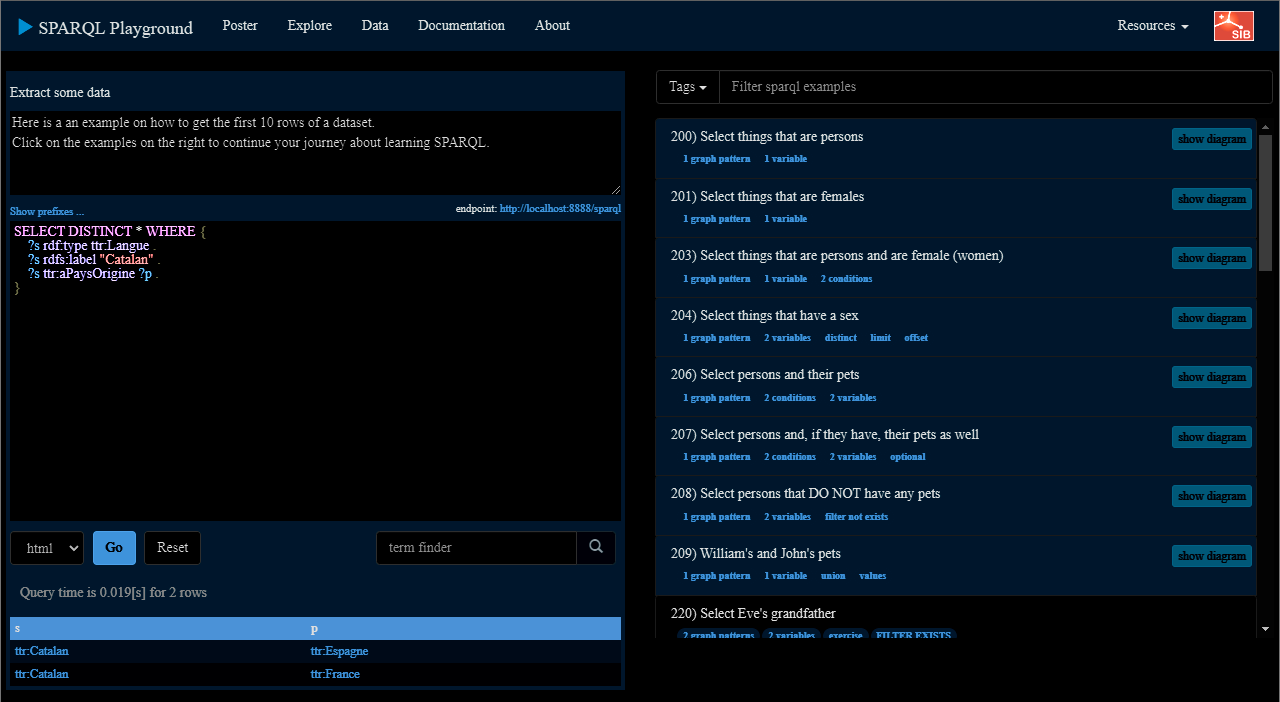 SPARQL Playground Poster Explore Data Documentation About Resources SIB
Extract some data
Here is a an example on how to get the first 10 rows of a dataset.
Click on the examples on the right to continue your journey about learning SPARQL.
Show prefixes ... endpoint: http://localhost:8888/sparql
SELECT DISTINCT * WHERE {
?s rdf:type ttr:Langue .
?s rdfs:label "Catalan" .
?s ttr:aPaysOrigine ?p .
}
html Go Reset term finder
Query time is 0.019[s] for 2 rows
s p
ttr:Catalan ttr:Espagne
ttr:Catalan ttr:France
Tags Filter sparql examples
200) Select things that are persons show diagram
1 graph pattern 1 variable
201) Select things that are females show diagram
1 graph pattern 1 variable
203) Select things that are persons and are female (women) show diagram
1 graph pattern 1 variable 2 conditions
204) Select things that have a sex show diagram
1 graph pattern 2 variables distinct limit offset
206) Select persons and their pets show diagram
1 graph pattern 2 conditions 2 variables
207) Select persons and, if they have, their pets as well show diagram
1 graph pattern 2 conditions 2 variables optional
208) Select persons that DO NOT have any pets show diagram
1 graph pattern 2 variables filter not exists
209) William's and John's pets show diagram
1 graph pattern 1 variable union values
220) Select Eve's grandfather
2 graph patterns 2 variables exercise FILTER EXISTS